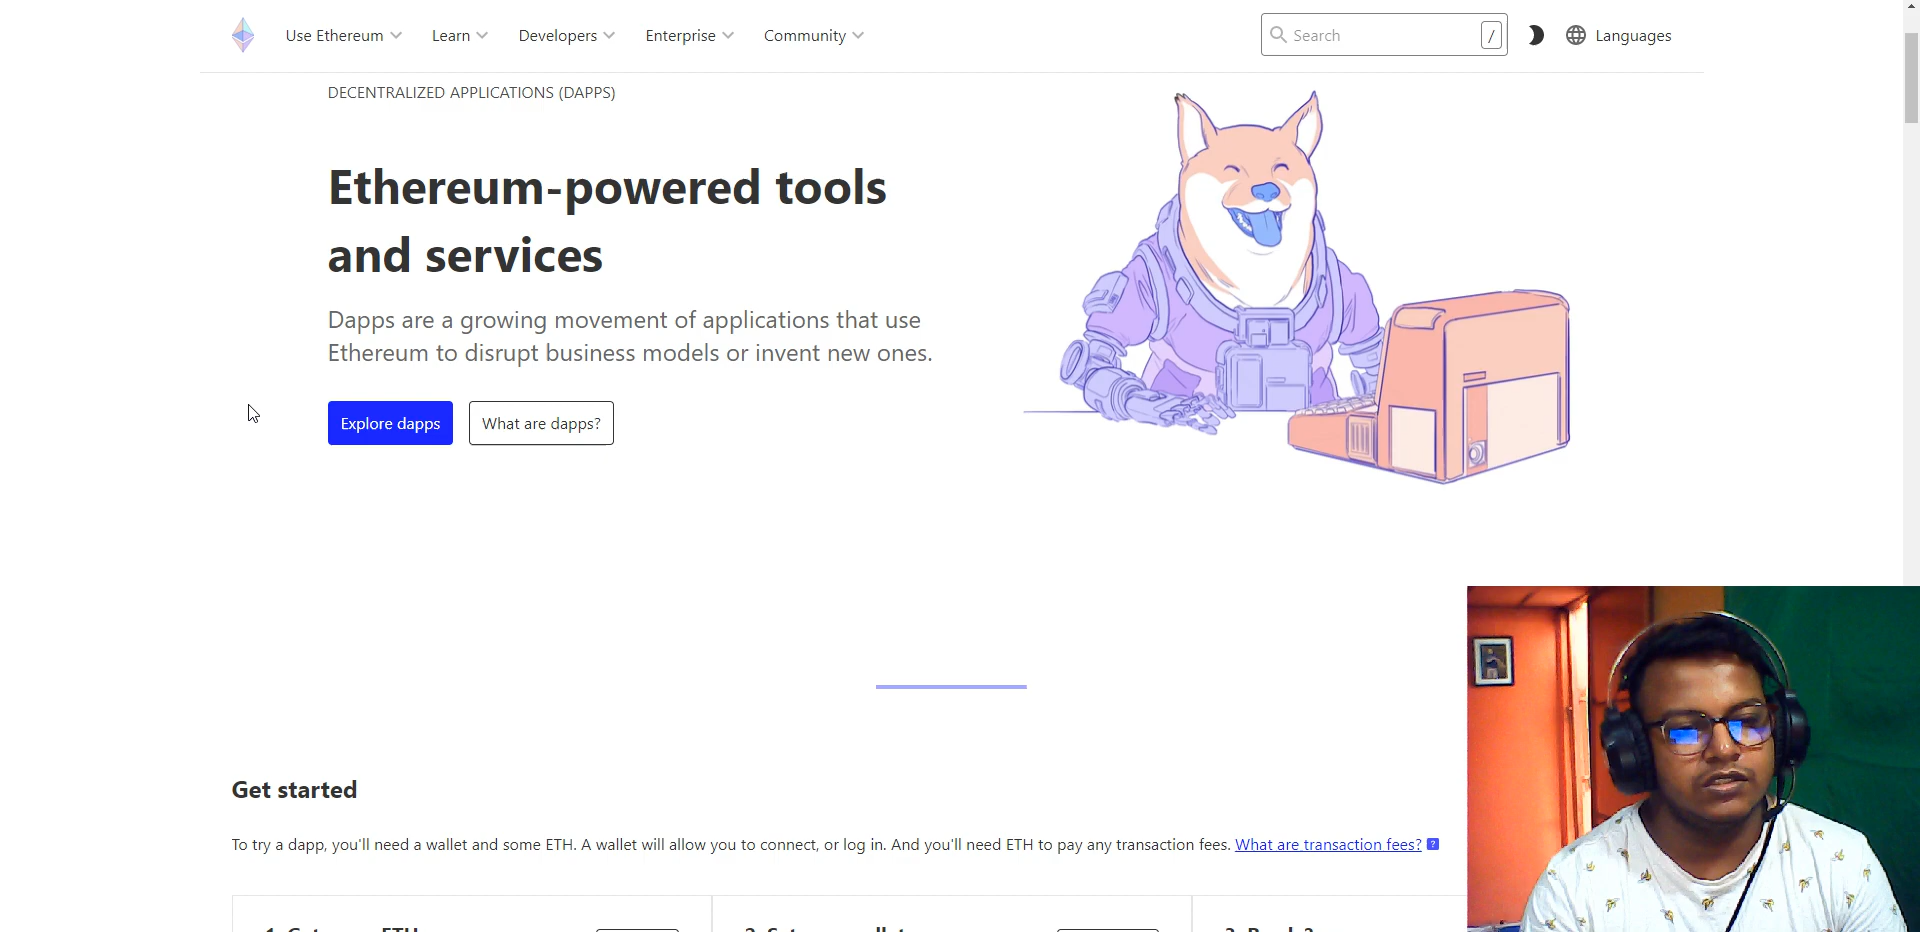 Use Ethereum Learn Developers Enterprise Community Search / Languages
DECENTRALIZED APPLICATIONS (DAPPS)
Ethereum-powered tools
and services
Dapps are a growing movement of applications that use
Ethereum to disrupt business models or invent new ones.
Explore dapps What are dapps?
Get started
To try a dapp, you'll need a wallet and some ETH. A wallet will allow you to connect, or log in. And you'll need ETH to pay any transaction fees. What are transaction fees? ?